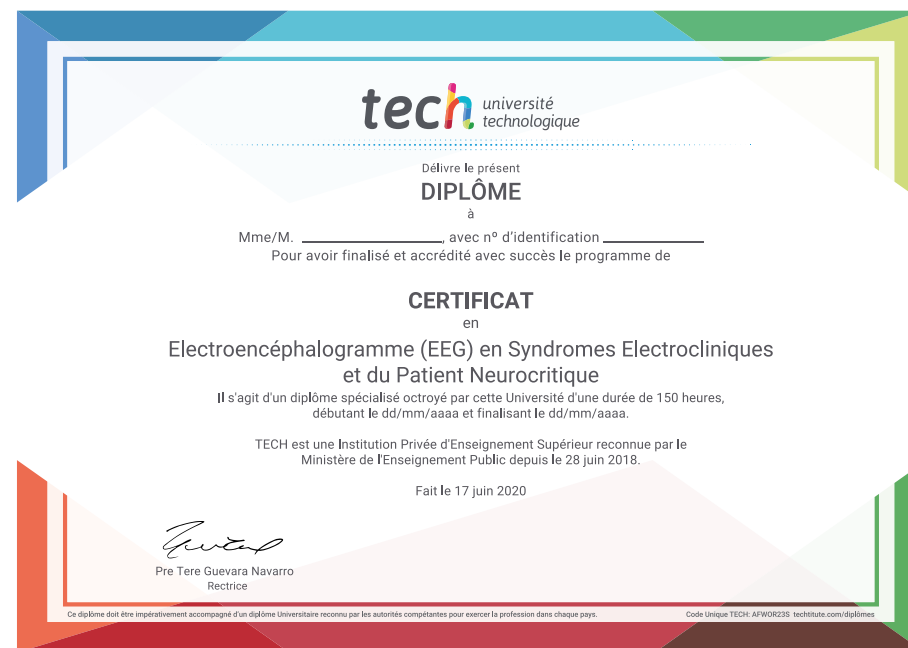 tech université
technologique
Délivre le présent
DIPLÔME
à
Mme/M. ____________________, avec nº d'identification ______________
Pour avoir finalisé et accrédité avec succès le programme de
CERTIFICAT
en
Electroencéphalogramme (EEG) en Syndromes Electrocliniques
et du Patient Neurocritique
Il s'agit d'un diplôme spécialisé octroyé par cette Université d'une durée de 150 heures,
débutant le dd/mm/aaaa et finalisant le dd/mm/aaaa.
TECH est une Institution Privée d'Enseignement Supérieur reconnue par le
Ministère de l'Enseignement Public depuis le 28 juin 2018.
Fait le 17 juin 2020
Pre Tere Guevara Navarro
Rectrice
Ce diplôme doit être impérativement accompagné d'un diplôme Universitaire reconnu par les autorités compétentes pour exercer la profession dans chaque pays.
Code Unique TECH: AFWOR23S techtitute.com/diplômes